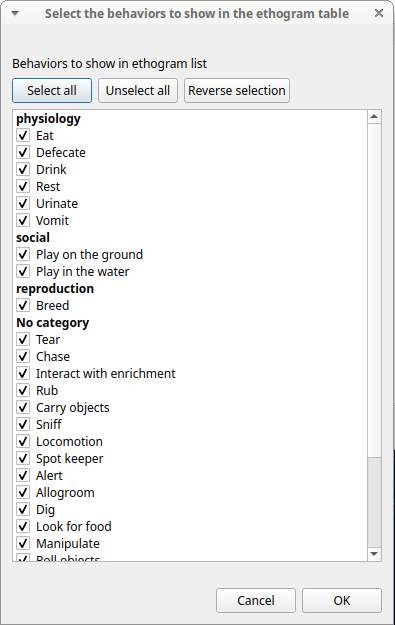 Select the behaviors to show in the ethogram table
Behaviors to show in ethogram list
Select all Unselect all Reverse selection
physiology
Eat
Defecate
Drink
Rest
Urinate
Vomit
social
Play on the ground
Play in the water
reproduction
Breed
No category
Tear
Chase
Interact with enrichment
Rub
Carry objects
Sniff
Locomotion
Spot keeper
Alert
Allogroom
Dig
Look for food
Manipulate
Roll objects
Cancel OK